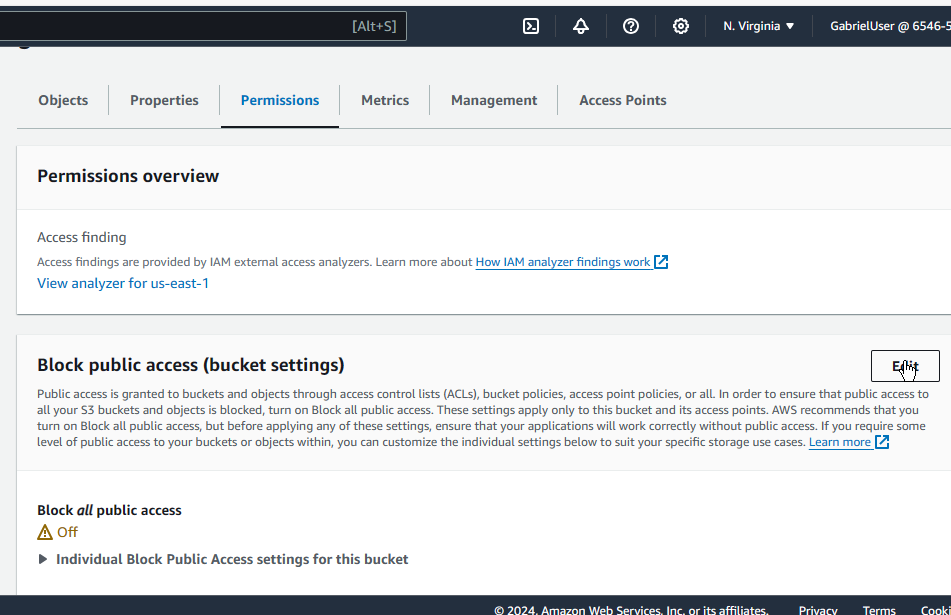 [Alt+S]
N. Virginia
GabrielUser @ 6546-5
Objects
Properties
Permissions
Metrics
Management
Access Points
Permissions overview
Access finding
Access findings are provided by IAM external access analyzers. Learn more about How IAM analyzer findings work
View analyzer for us-east-1
Block public access (bucket settings)
Edit
Public access is granted to buckets and objects through access control lists (ACLs), bucket policies, access point policies, or all. In order to ensure that public access to
all your S3 buckets and objects is blocked, turn on Block all public access. These settings apply only to this bucket and its access points. AWS recommends that you
turn on Block all public access, but before applying any of these settings, ensure that your applications will work correctly without public access. If you require some
level of public access to your buckets or objects within, you can customize the individual settings below to suit your specific storage use cases. Learn more
Block all public access
Off
Individual Block Public Access settings for this bucket
© 2024, Amazon Web Services, Inc. or its affiliates.
Privacy
Terms
Cooki